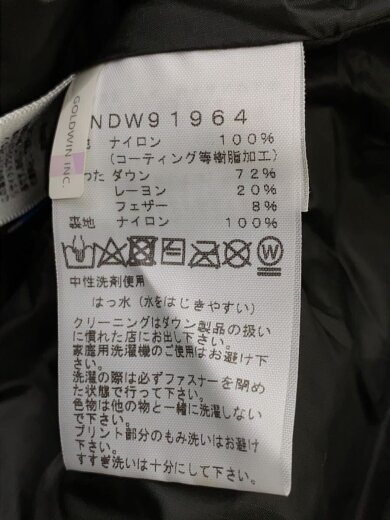 NDW91964
地 ナイロン 100%
(コーティング等樹脂加工)
わた ダウン 72%
レーヨン 20%
フェザー 8%
裏地 ナイロン 100%
W
中性洗剤使用
はっ水(水をはじきやすい)
クリーニングはダウン製品の扱い
に慣れた店にお出し下さい。
家庭用洗濯機のご使用はお避け下
さい。
洗濯の際は必ずファスナーを閉め
た状態で行って下さい。
色物は他の物と一緒に洗濯しない
で下さい。
プリント部分のもみ洗いはお避け
下さい。
すすぎ洗いは十分にして下さい。
GOLDWIN INC.